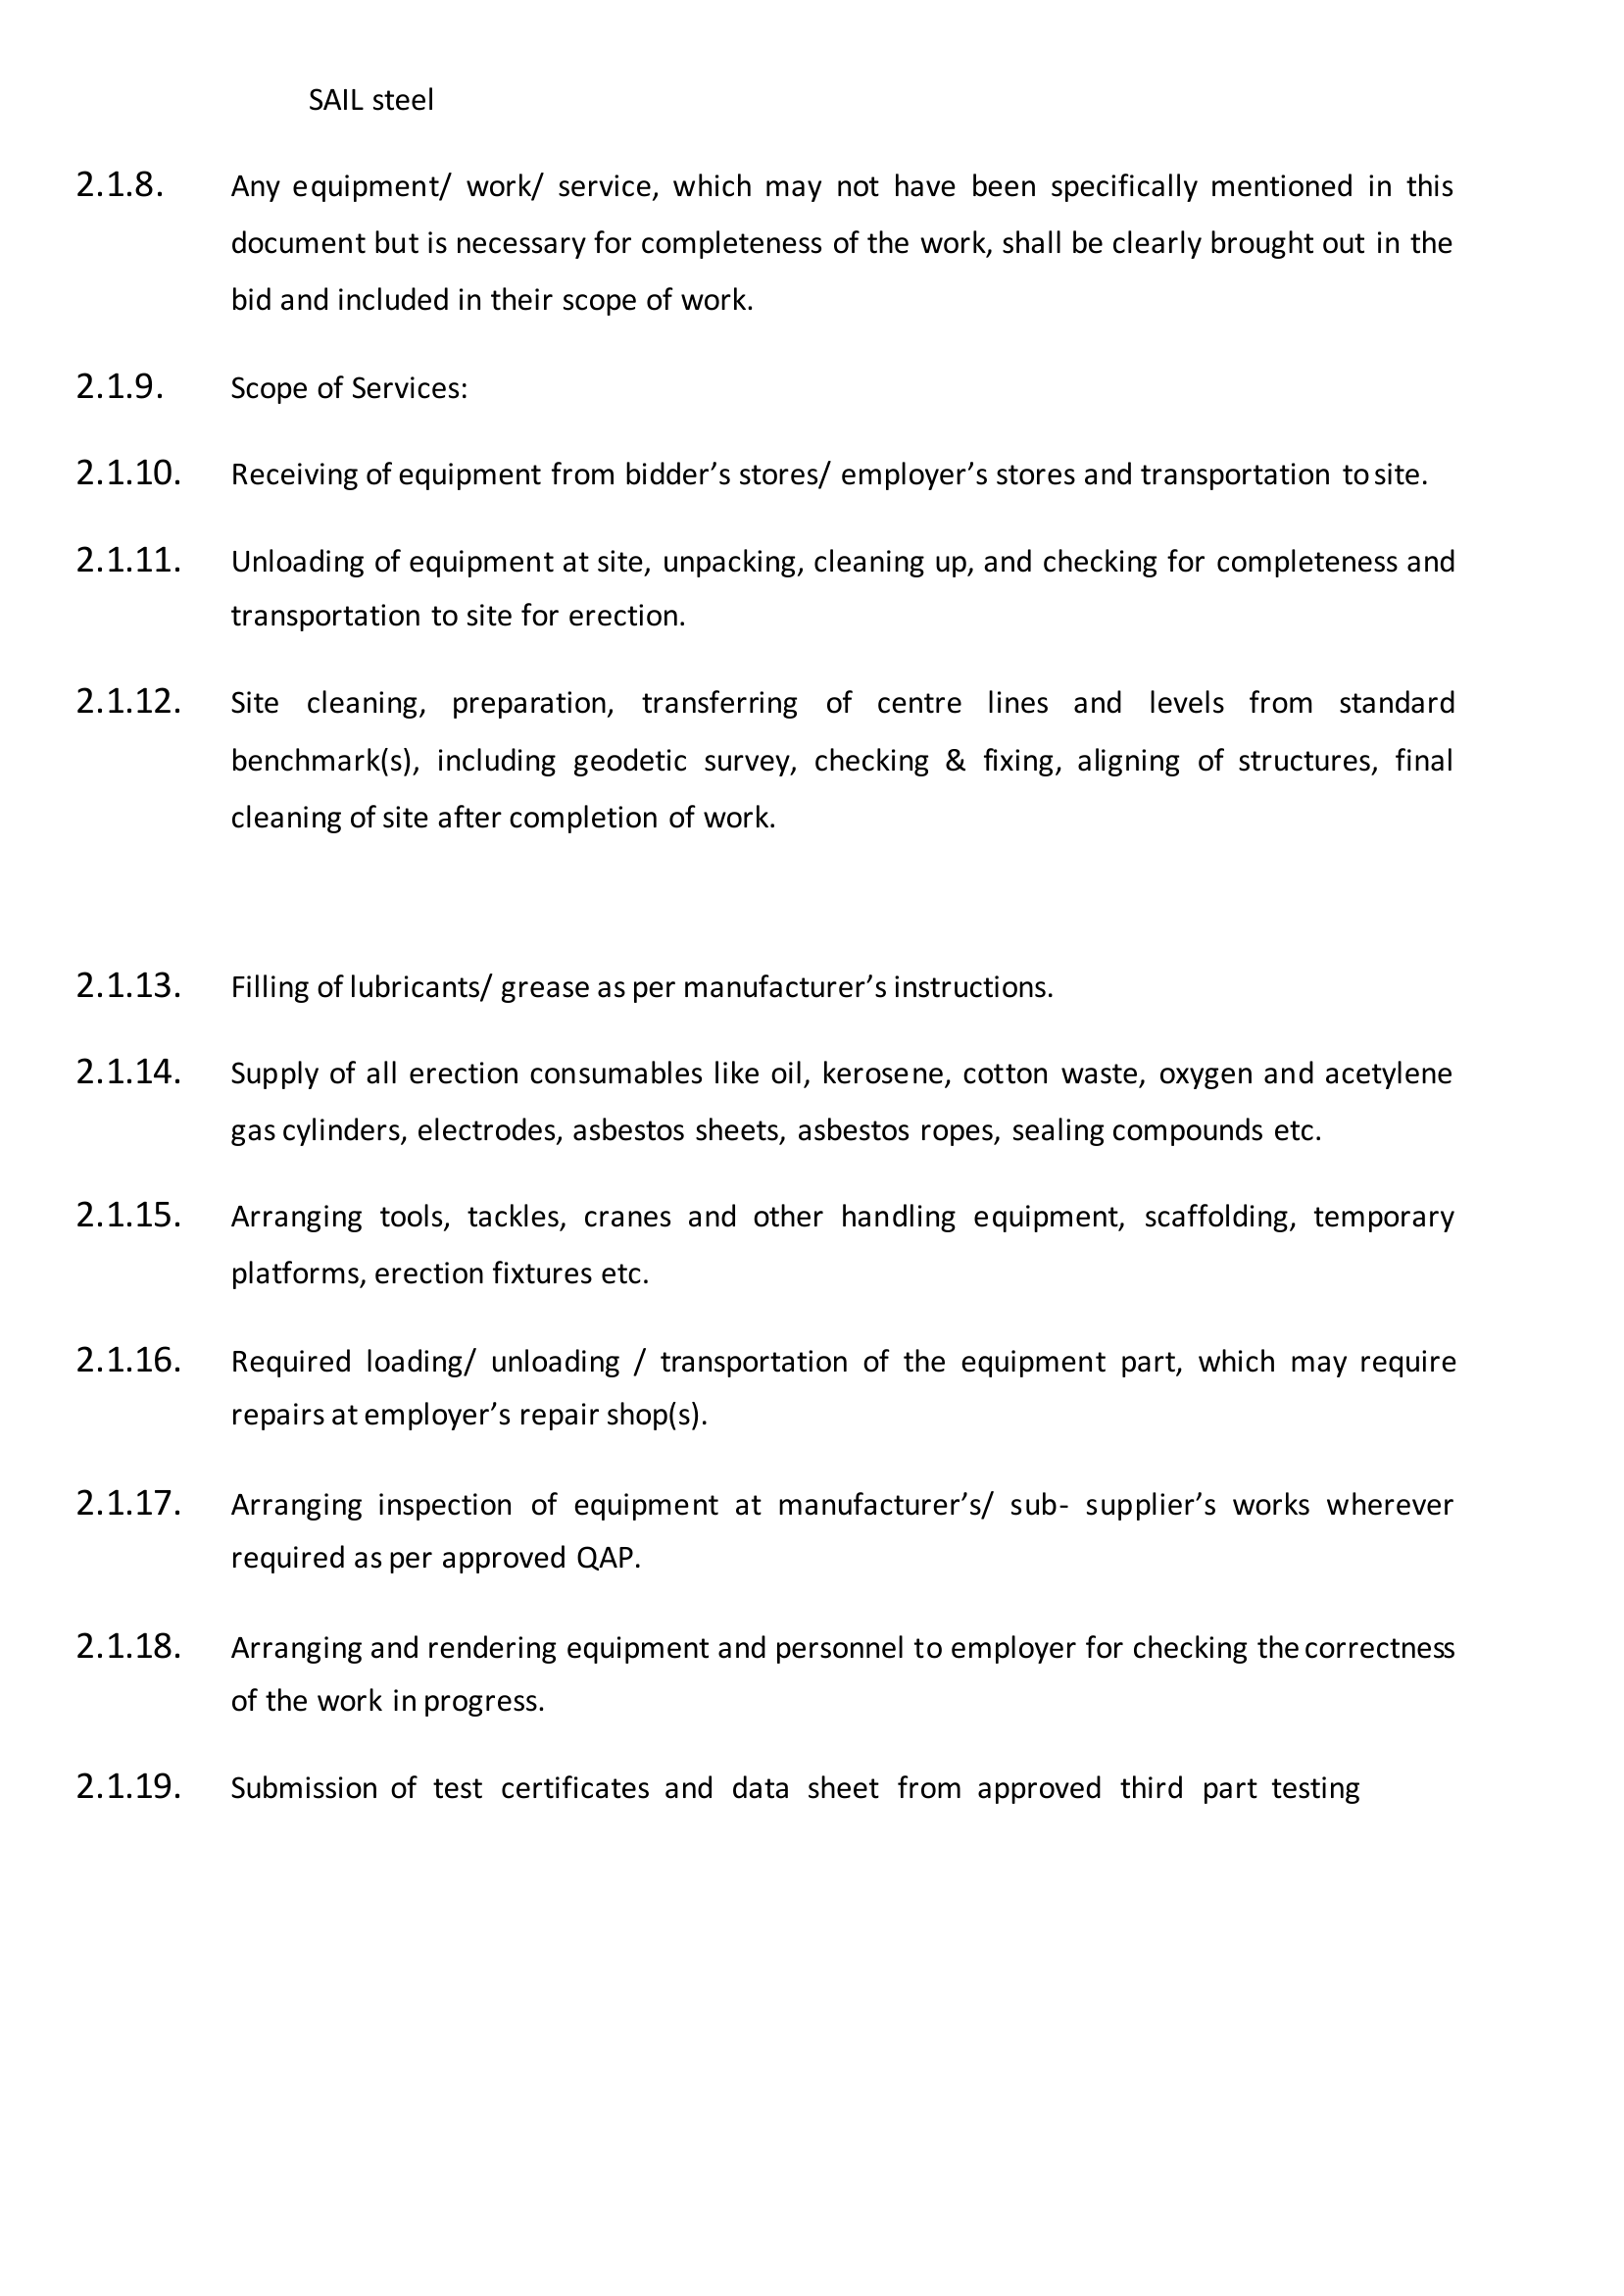 SAIL steel
2.1.8. Any equipment/ work/ service, which may not have been specifically mentioned in this
document but is necessary for completeness of the work, shall be clearly brought out in the
bid and included in their scope of work.
2.1.9. Scope of Services:
2.1.10. Receiving of equipment from bidder’s stores/ employer’s stores and transportation to site.
2.1.11. Unloading of equipment at site, unpacking, cleaning up, and checking for completeness and
transportation to site for erection.
2.1.12. Site cleaning, preparation, transferring of centre lines and levels from standard
benchmark(s), including geodetic survey, checking & fixing, aligning of structures, final
cleaning of site after completion of work.
2.1.13. Filling of lubricants/ grease as per manufacturer’s instructions.
2.1.14. Supply of all erection consumables like oil, kerosene, cotton waste, oxygen and acetylene
gas cylinders, electrodes, asbestos sheets, asbestos ropes, sealing compounds etc.
2.1.15. Arranging tools, tackles, cranes and other handling equipment, scaffolding, temporary
platforms, erection fixtures etc.
2.1.16. Required loading/ unloading / transportation of the equipment part, which may require
repairs at employer’s repair shop(s).
2.1.17. Arranging inspection of equipment at manufacturer’s/ sub- supplier’s works wherever
required as per approved QAP.
2.1.18. Arranging and rendering equipment and personnel to employer for checking the correctness
of the work in progress.
2.1.19. Submission of test certificates and data sheet from approved third part testing